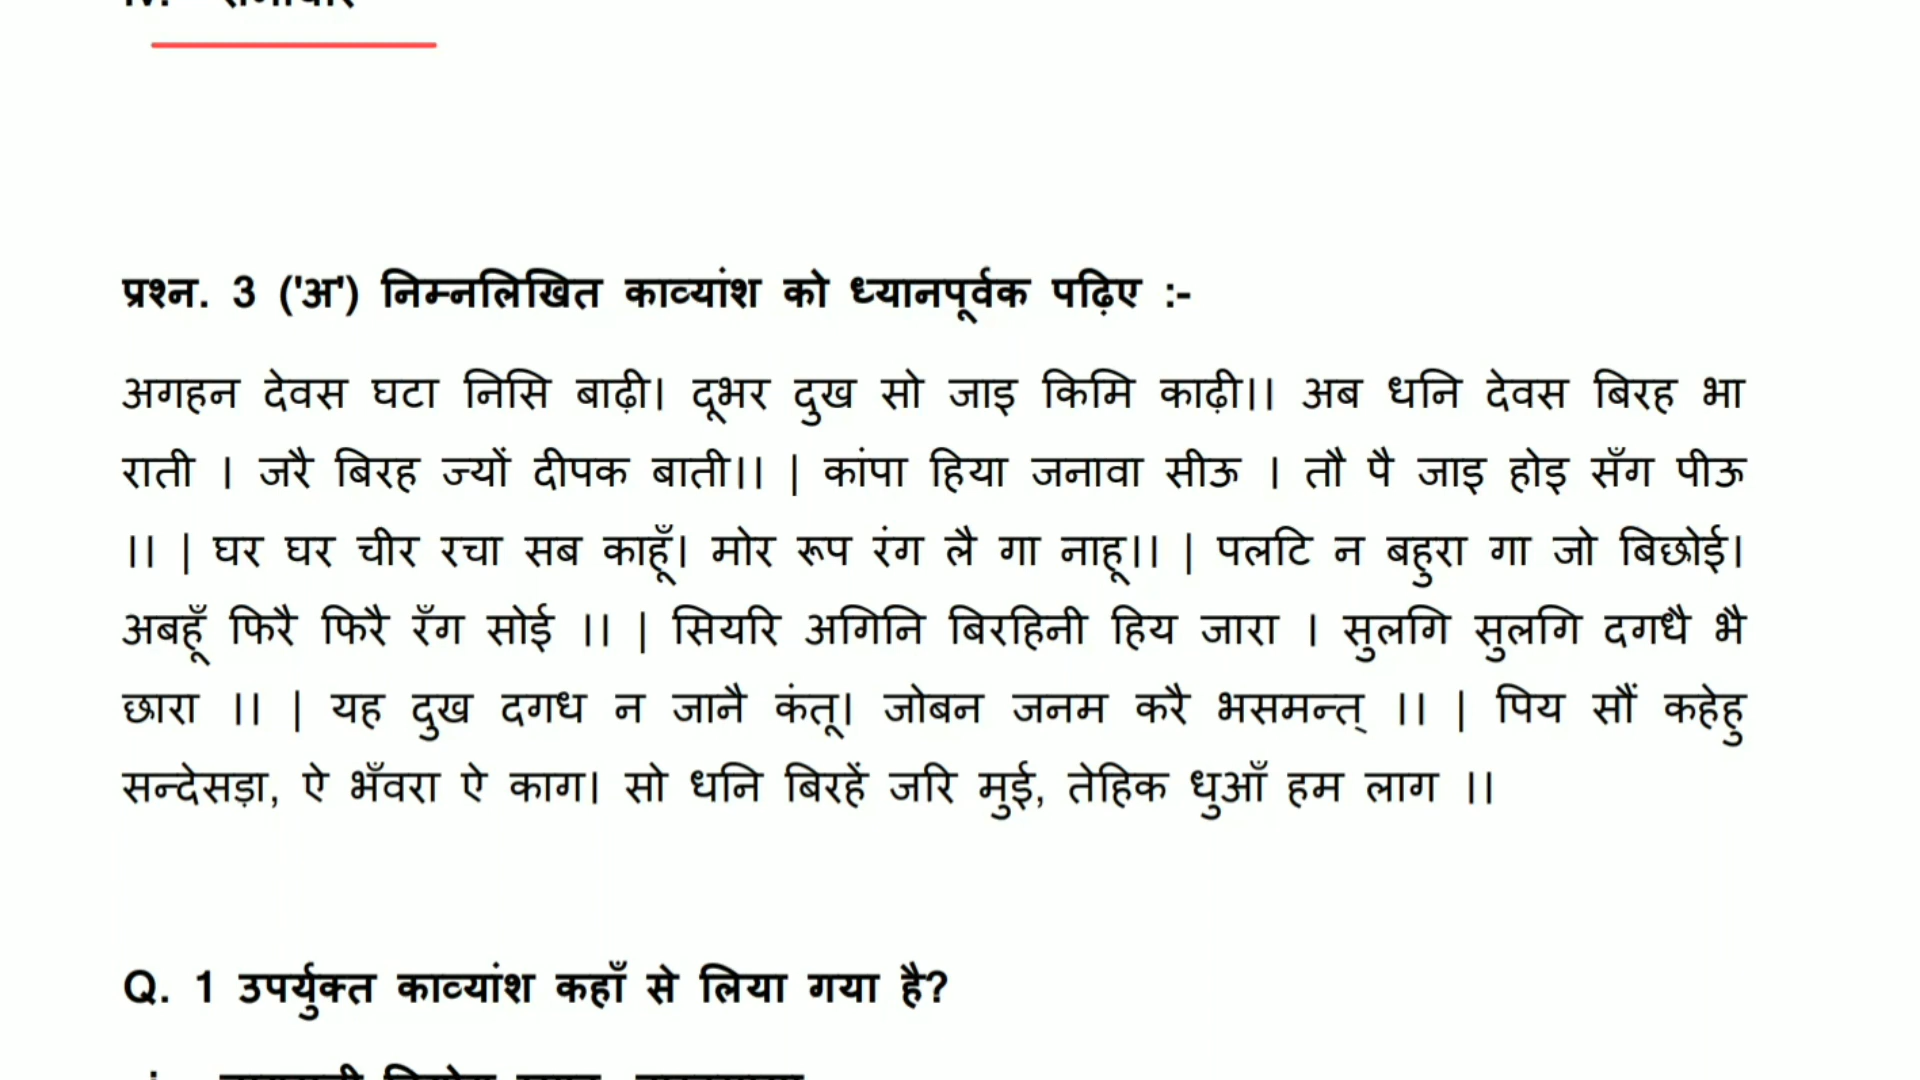 प्रश्न. 3 ('अ') निम्नलिखित काव्यांश को ध्यानपूर्वक पढ़िए :-
अगहन देवस घटा निसि बाढ़ी। दूभर दुख सो जाइ किमि काढ़ी।। अब धनि देवस बिरह भा
राती । जरै बिरह ज्यों दीपक बाती।। | कांपा हिया जनावा सीऊ । तौ पै जाइ होइ सँग पीऊ
।। | घर घर चीर रचा सब काहूँ। मोर रूप रंग लै गा नाहू।। | पलटि न बहुरा गा जो बिछोई।
अबहूँ फिरै फिरै रँग सोई ।। | सियरि अगिनि बिरहिनी हिय जारा । सुलगि सुलगि दगधै भै
छारा ।। | यह दुख दगध न जानै कंतू। जोबन जनम करै भसमन्त् ।। | पिय सौं कहेहु
सन्देसड़ा, ऐ भँवरा ऐ काग। सो धनि बिरहें जरि मुई, तेहिक धुआँ हम लाग ।।
Q. 1 उपर्युक्त काव्यांश कहाँ से लिया गया है?